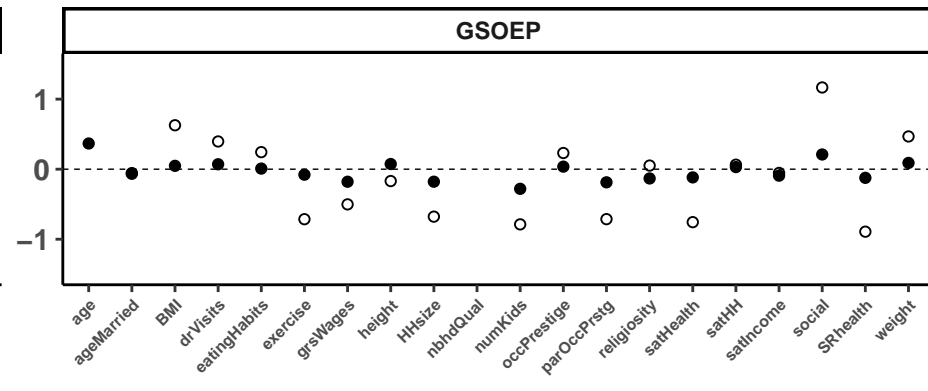 GSOEP
1
0
−1
age
ageMarried
BMI
drVisits
eatingHabits
exercise
grsWages
height
HHsize
nbhdQual
numKids
occPrestige
parOccPrstg
religiosity
satHealth
satHH
satIncome
social
SRhealth
weight